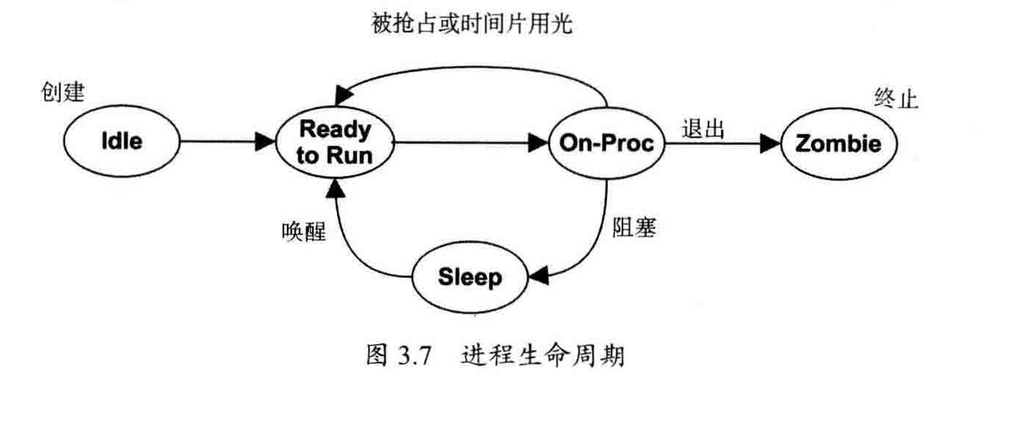 被抢占或时间片用光
创建
终止
Idle
Ready
to Run
On-Proc
退出
Zombie
唤醒
阻塞
Sleep
图 3.7 进程生命周期